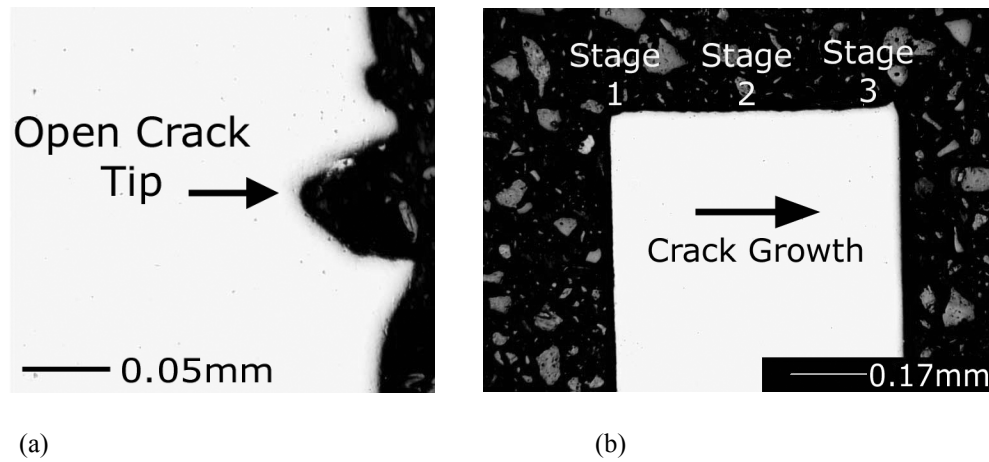 Open Crack
Tip
0.05mm
Stage Stage Stage
1 2 3
Crack Growth
0.17mm
(a) (b)